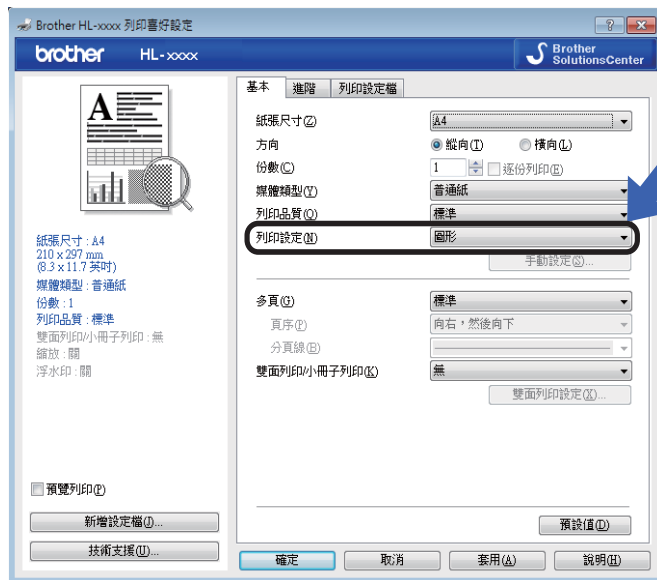 Brother HL-xxxx 列印喜好設定
brother HL-xxxx
Brother
SolutionsCenter
基本 進階 列印設定檔
紙張尺寸(Z) A4
方向 縱向(T) 橫向(L)
份數(C) 1 逐份列印(E)
媒體類型(Y) 普通紙
列印品質(Q) 標準
列印設定(N) 圖形
手動設定(S)...
多頁(G) 標準
頁序(P) 向右，然後向下
分頁線(B)
雙面列印/小冊子列印(K) 無
雙面列印設定(X)...
A
紙張尺寸 : A4
210 x 297 mm
(8.3 x 11.7 英吋)
媒體類型 : 普通紙
份數 : 1
列印品質 : 標準
雙面列印/小冊子列印 : 無
縮放 : 關
浮水印 : 關
預覽列印(P)
新增設定檔(J)...
技術支援(U)...
預設值(D)
確定 取消 套用(A) 說明(H)